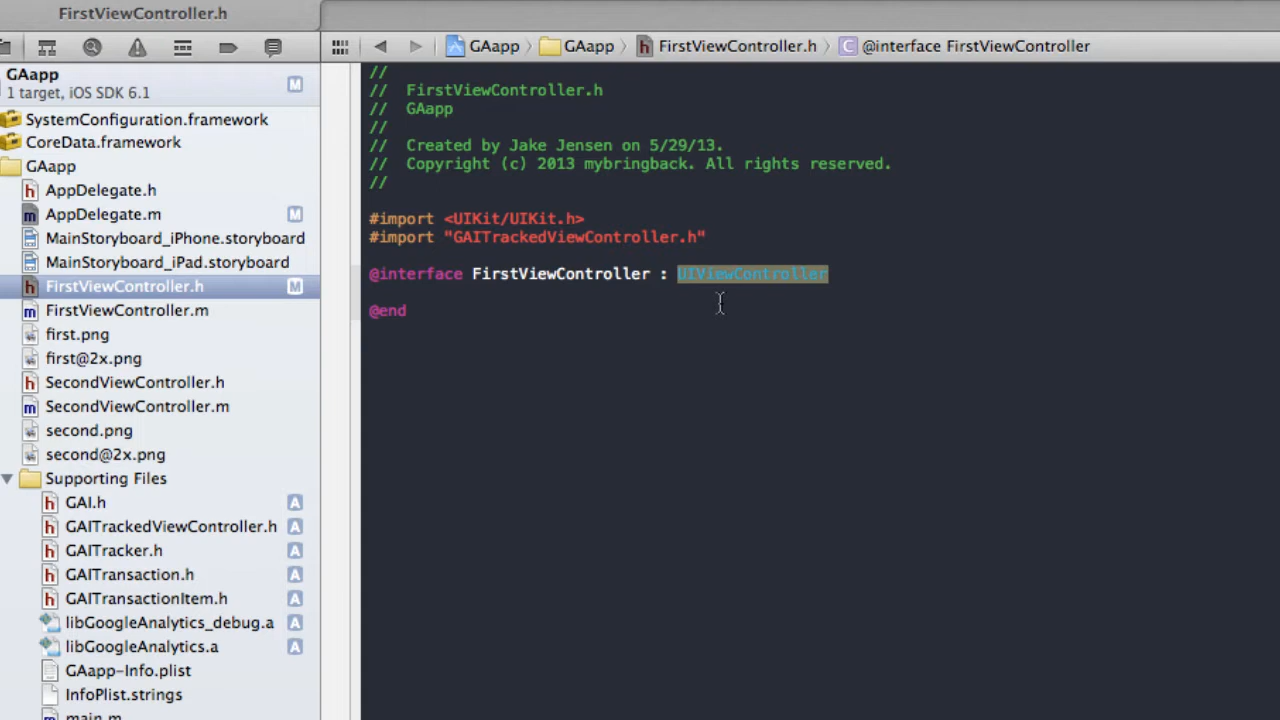 FirstViewController.h
GAapp
GAapp
FirstViewController.h
@interface FirstViewController
GAapp
M
1 target, iOS SDK 6.1
SystemConfiguration.framework
CoreData.framework
GAapp
AppDelegate.h
AppDelegate.m
M
MainStoryboard_iPhone.storyboard
MainStoryboard_iPad.storyboard
FirstViewController.h
M
FirstViewController.m
first.png
first@2x.png
SecondViewController.h
SecondViewController.m
second.png
second@2x.png
Supporting Files
GAI.h
A
GAITrackedViewController.h
A
GAITracker.h
A
GAITransaction.h
A
GAITransactionItem.h
A
libGoogleAnalytics_debug.a
A
libGoogleAnalytics.a
A
GAapp-Info.plist
InfoPlist.strings
main.m
//
// FirstViewController.h
// GAapp
//
// Created by Jake Jensen on 5/29/13.
// Copyright (c) 2013 mybringback. All rights reserved.
//
#import <UIKit/UIKit.h>
#import "GAITrackedViewController.h"
@interface FirstViewController : UIViewController
@end